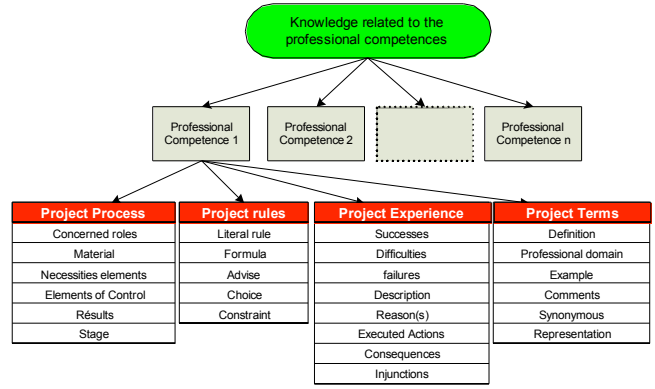 Knowledge related to the
professional competences
Professional
Competence 1
Professional
Competence 2
Professional
Competence n
Project Process
Concerned roles
Material
Necessities elements
Elements of Control
Résults
Stage
Project rules
Literal rule
Formula
Advise
Choice
Constraint
Project Experience
Successes
Difficulties
failures
Description
Reason(s)
Executed Actions
Consequences
Injunctions
Project Terms
Definition
Professional domain
Example
Comments
Synonymous
Representation